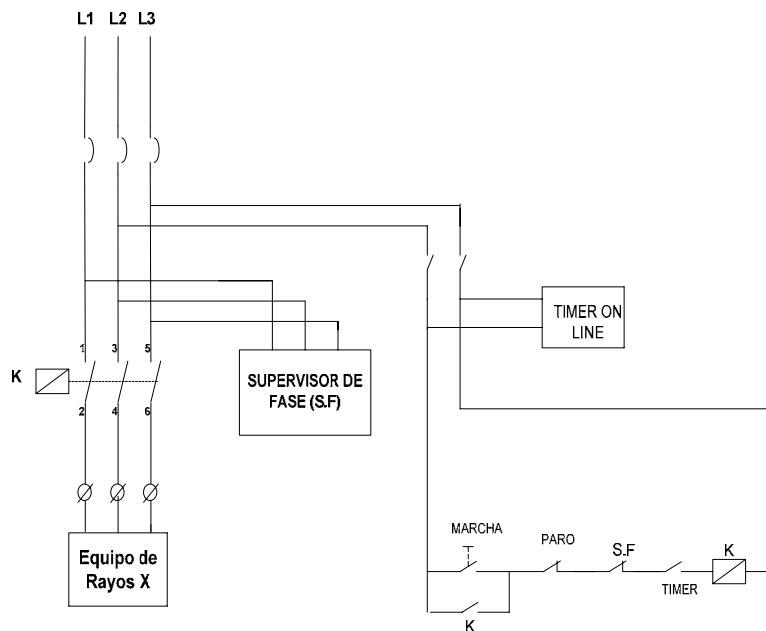 L1 L2 L3
TIMER ON
LINE
1 3 5
K
SUPERVISOR DE
FASE (S.F)
2 4 6
MARCHA
PARO
S.F
K
Equipo de
Rayos X
TIMER
K